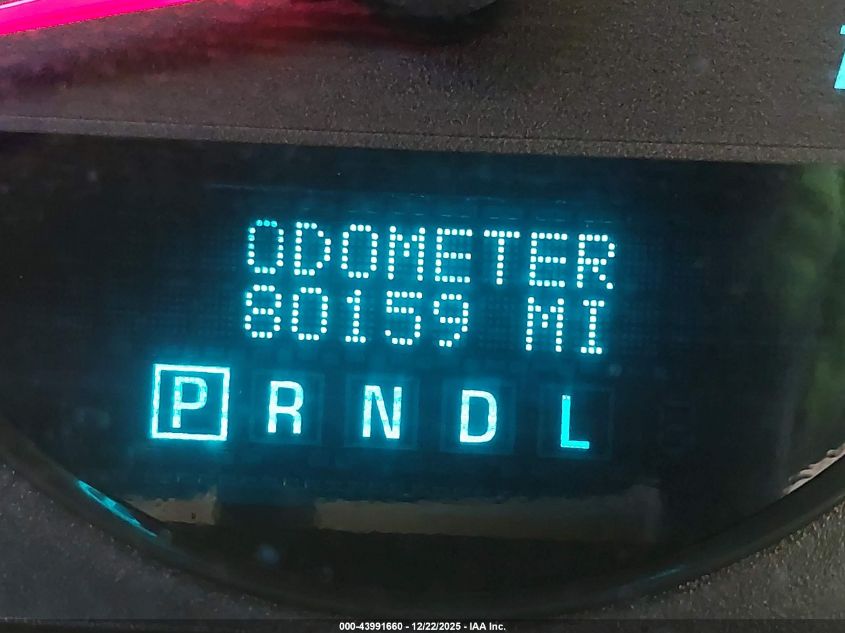 ODOMETER
80159 MI
P R N D L
000-43991660 - 12/22/2025 - IAA Inc.